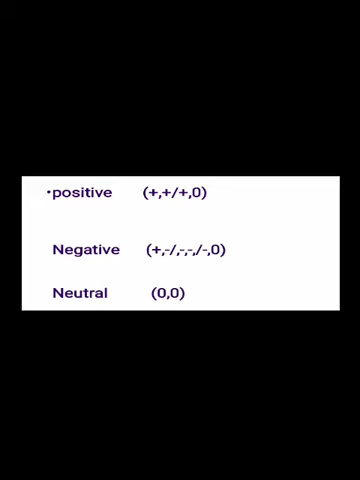 •positive (+,+/+,0)
Negative (+,-/,-,-,/-,0)
Neutral (0,0)